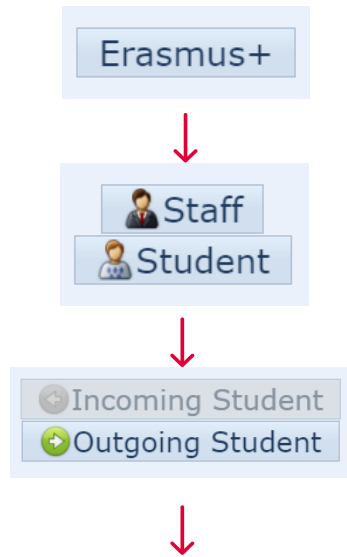 Erasmus+
Staff
Student
Incoming Student
Outgoing Student